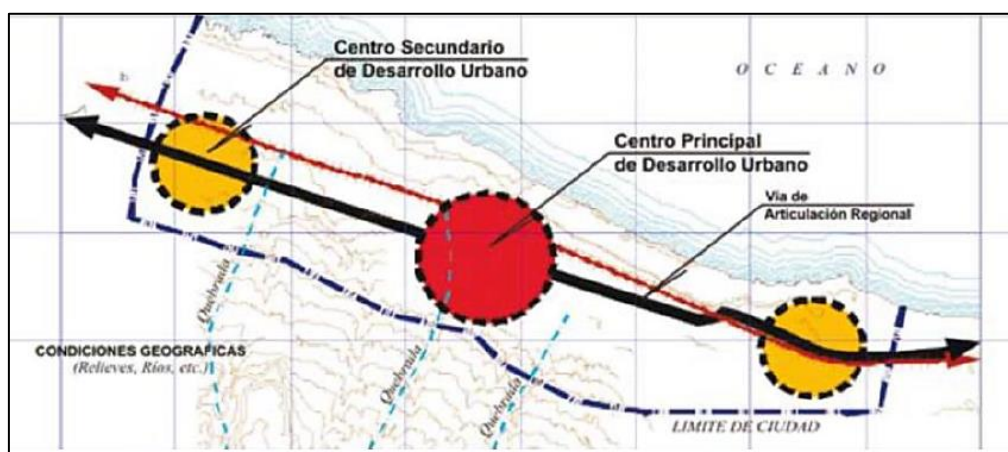 Centro Secundario
de Desarrollo Urbano
O C E A N O
Centro Principal
de Desarrollo Urbano
Via de
Articulación Regional
Quebrada
Quebrada
Quebrada
CONDICIONES GEOGRAFICAS
(Relieves, Ríos, etc.)
LIMITE DE CIUDAD